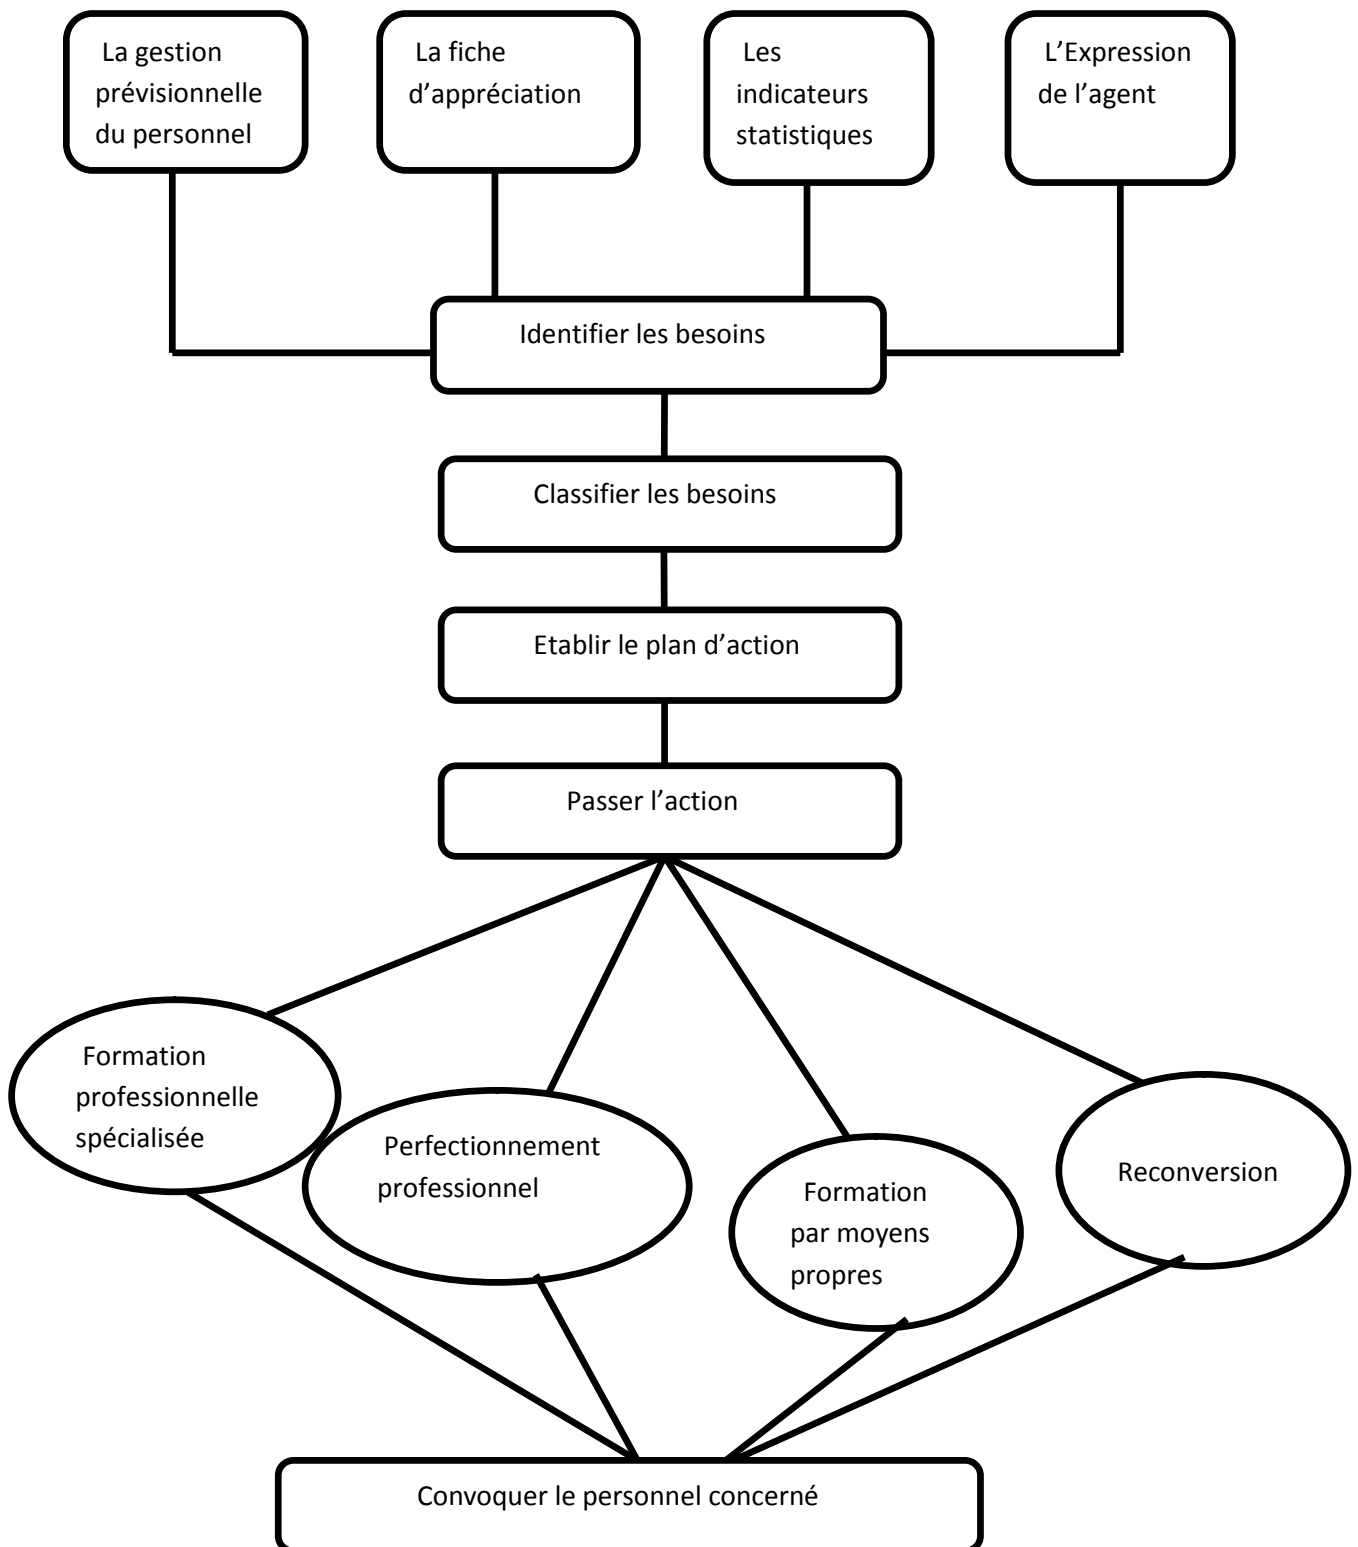 La gestion
prévisionnelle
du personnel
La fiche
d’appréciation
Les
indicateurs
statistiques
L’Expression
de l’agent
Identifier les besoins
Classifier les besoins
Etablir le plan d’action
Passer l’action
Formation
professionnelle
spécialisée
Perfectionnement
professionnel
Formation
par moyens
propres
Reconversion
Convoquer le personnel concerné